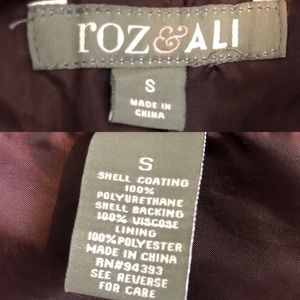 roz&ALI
S
MADE IN
CHINA
S
SHELL COATING
100%
POLYURETHANE
SHELL BACKING
100% VISCOSE
LINING
100%POLYESTER
MADE IN CHINA
RN#94393
SEE REVERSE
FOR CARE